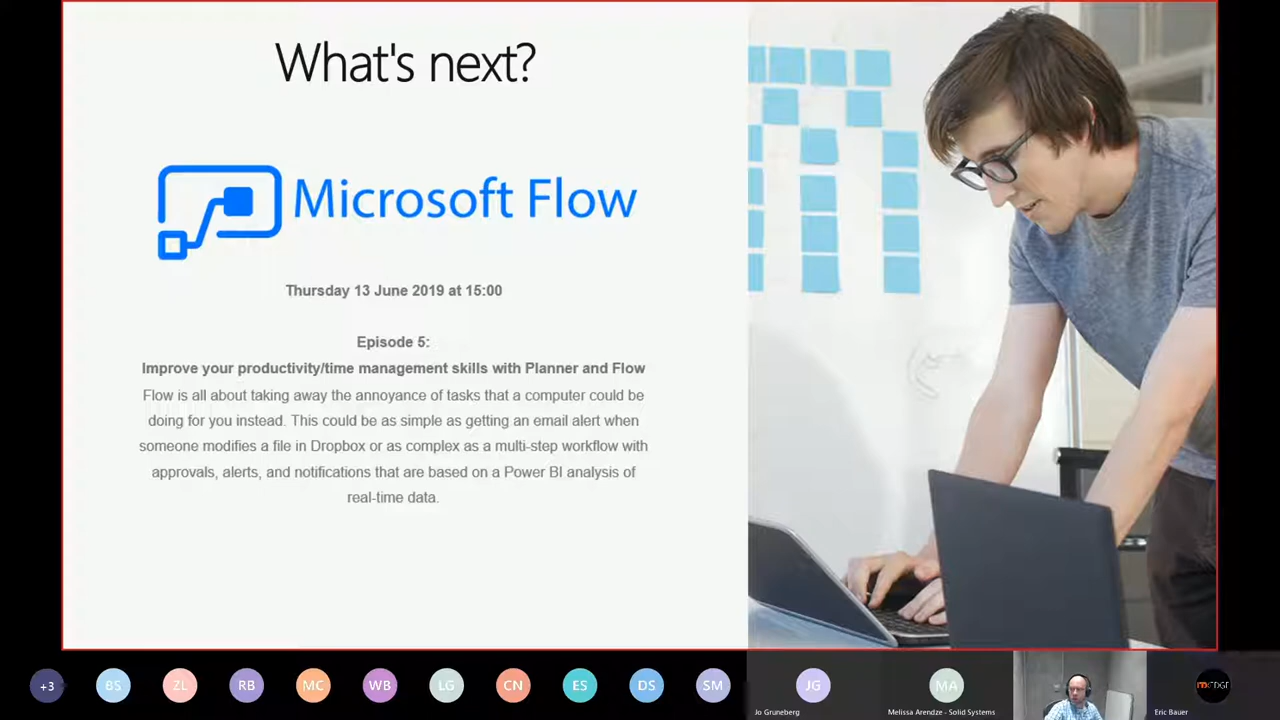 What's next?
Microsoft Flow
Thursday 13 June 2019 at 15:00
Episode 5:
Improve your productivity/time management skills with Planner and Flow
Flow is all about taking away the annoyance of tasks that a computer could be
doing for you instead. This could be as simple as getting an email alert when
someone modifies a file in Dropbox or as complex as a multi-step workflow with
approvals, alerts, and notifications that are based on a Power BI analysis of
real-time data.
+3 BS ZL RB MC WB LG CN ES DS SM JG MA
Jo Gruneberg Melissa Arendze - Solid Systems Eric Bauer